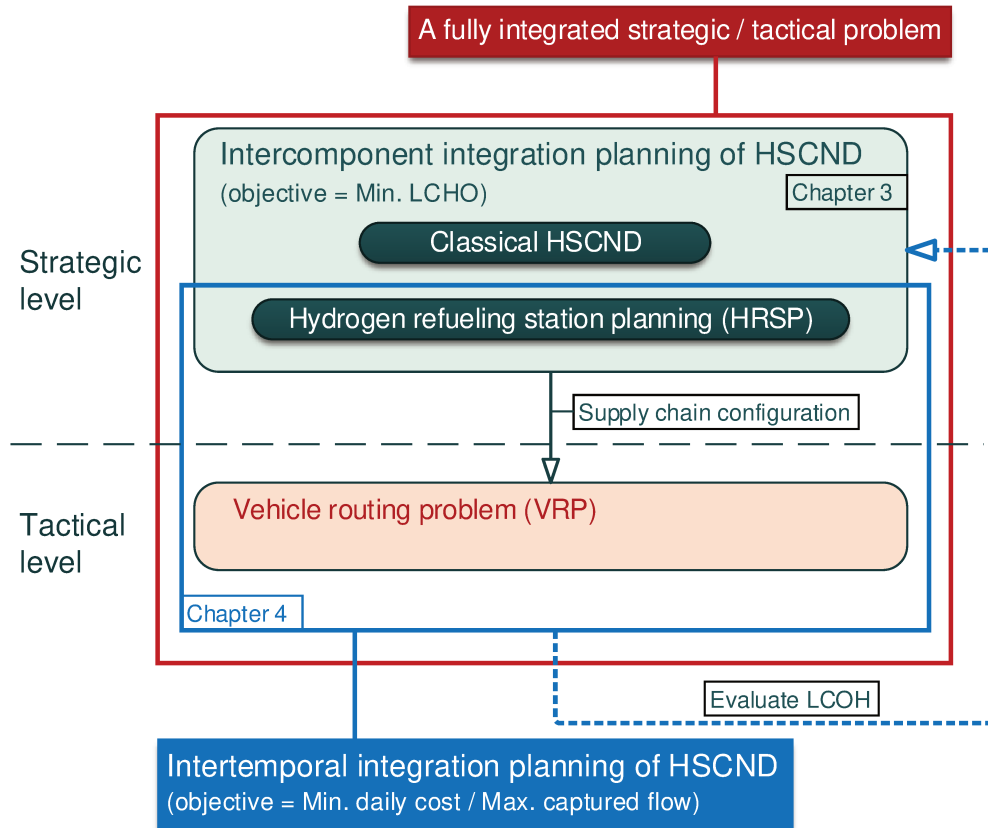 A fully integrated strategic / tactical problem
Intercomponent integration planning of HSCND
(objective = Min. LCHO)
Chapter 3
Classical HSCND
Strategic
level
Hydrogen refueling station planning (HRSP)
Supply chain configuration
Tactical
level
Vehicle routing problem (VRP)
Chapter 4
Evaluate LCOH
Intertemporal integration planning of HSCND
(objective = Min. daily cost / Max. captured flow)